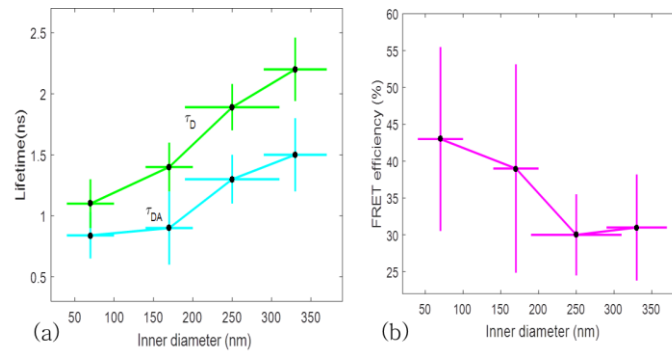 2.5
2
1.5
1
0.5
Lifetime(ns)
τD
τDA
50 100 150 200 250 300 350
(a)
Inner diameter (nm)
60
55
50
45
40
35
30
25
FRET efficiency (%)
50 100 150 200 250 300 350
(b)
Inner diameter (nm)